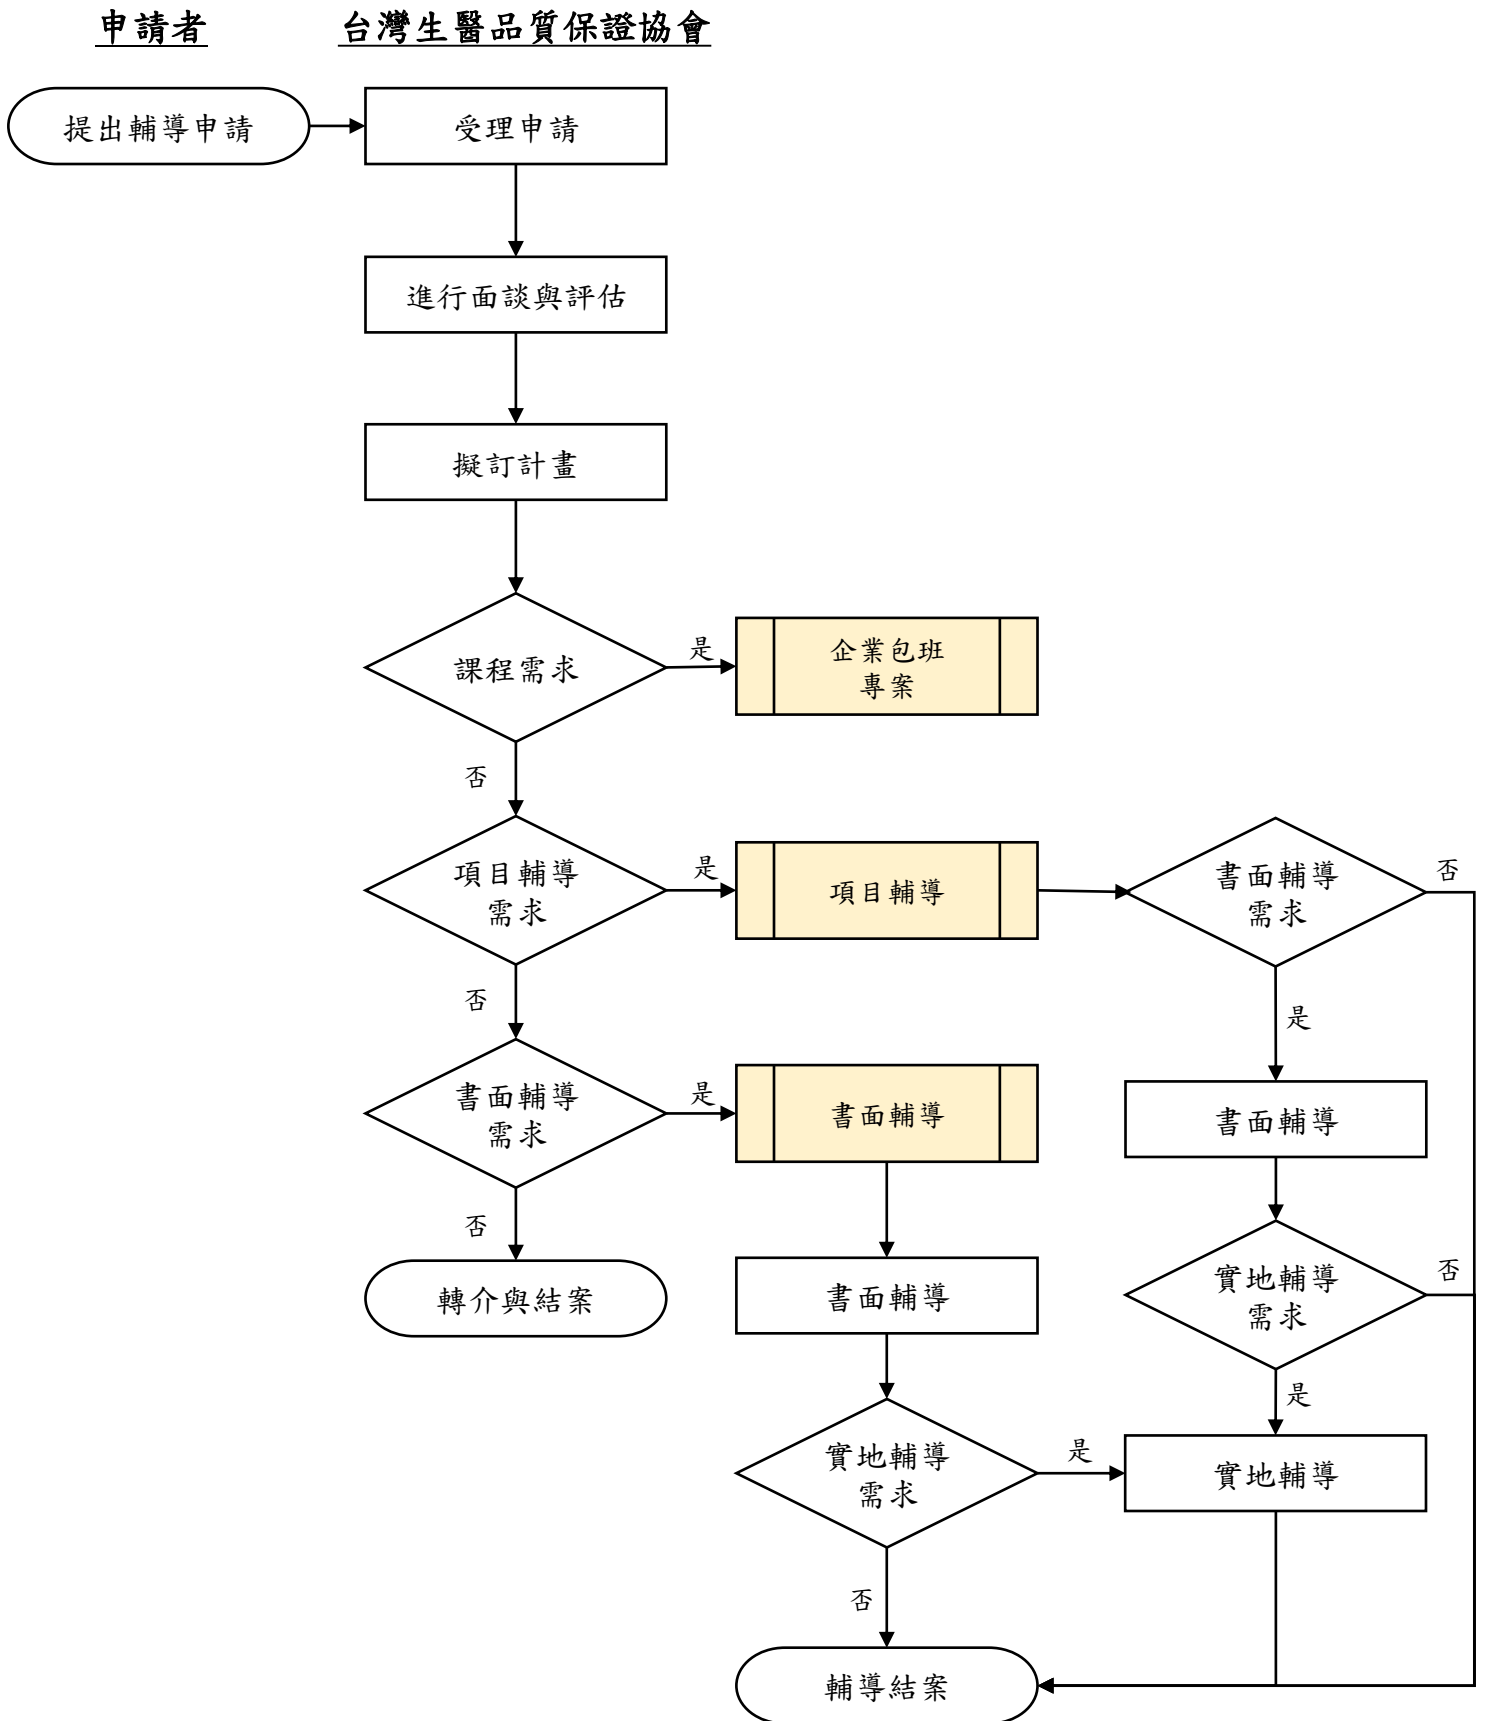 申請者
台灣生醫品質保證協會
提出輔導申請
受理申請
進行面談與評估
擬訂計畫
課程需求
是
企業包班
專案
否
項目輔導
需求
是
項目輔導
書面輔導
需求
否
否
是
書面輔導
需求
是
書面輔導
書面輔導
否
轉介與結案
書面輔導
實地輔導
需求
否
是
實地輔導
需求
是
實地輔導
否
輔導結案